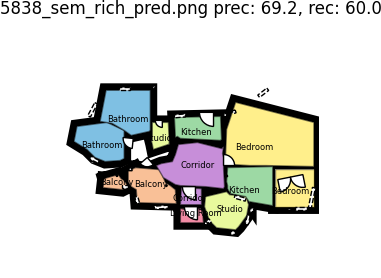 5838_sem_rich_pred.png prec: 69.2, rec: 60.0
Bathroom
Studio
Kitchen
Bathroom
Bedroom
Corridor
Balcony
Balcony
Kitchen
Bedroom
Corridor
Studio
Living Room